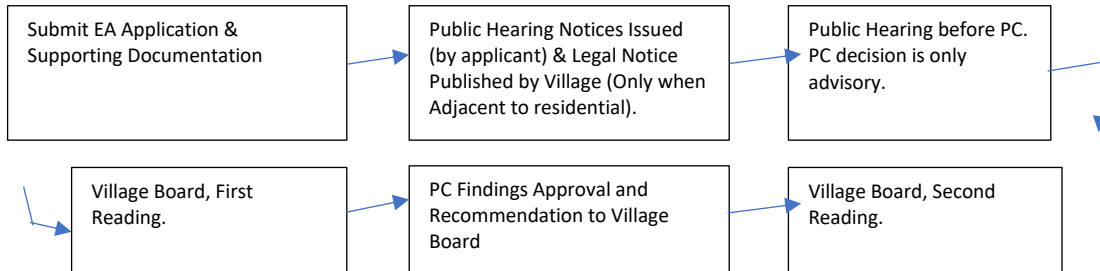 Submit EA Application &
Supporting Documentation
Public Hearing Notices Issued
(by applicant) & Legal Notice
Published by Village (Only when
Adjacent to residential).
Public Hearing before PC.
PC decision is only
advisory.
Village Board, First
Reading.
PC Findings Approval and
Recommendation to Village
Board
Village Board, Second
Reading.